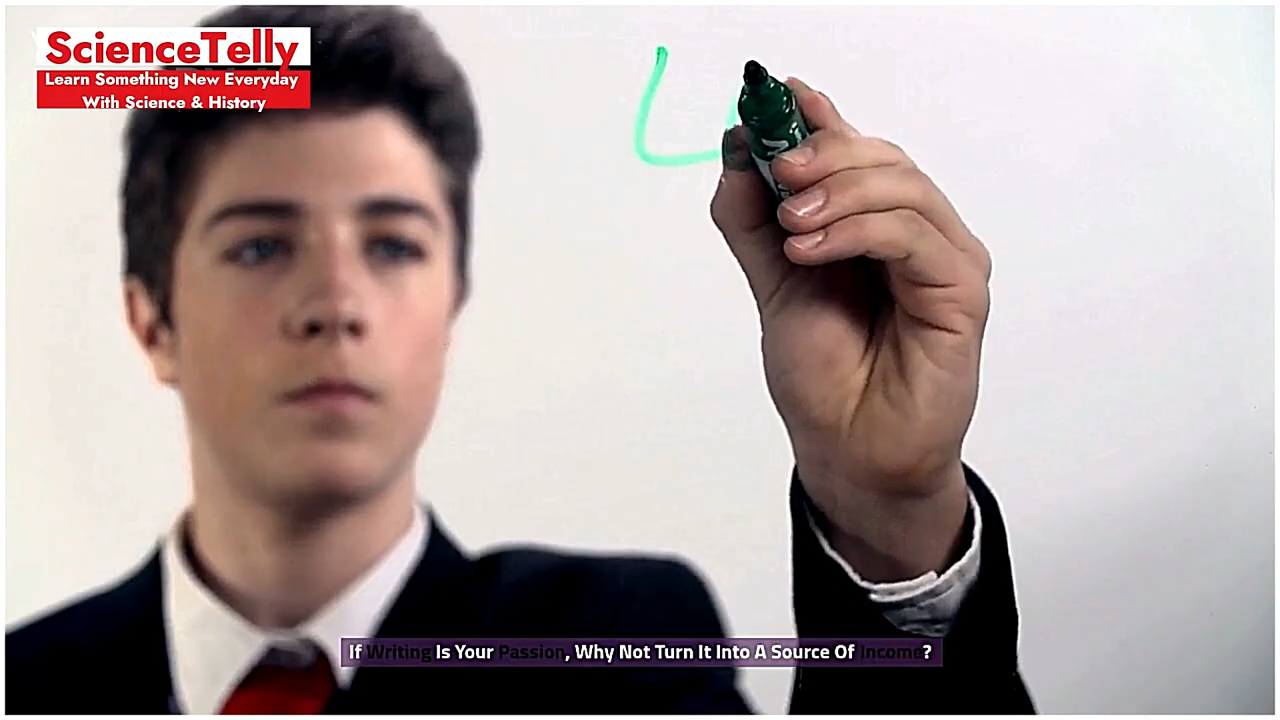 ScienceTelly
Learn Something New Everyday
With Science & History
If Writing Is Your Passion, Why Not Turn It Into A Source Of Income?